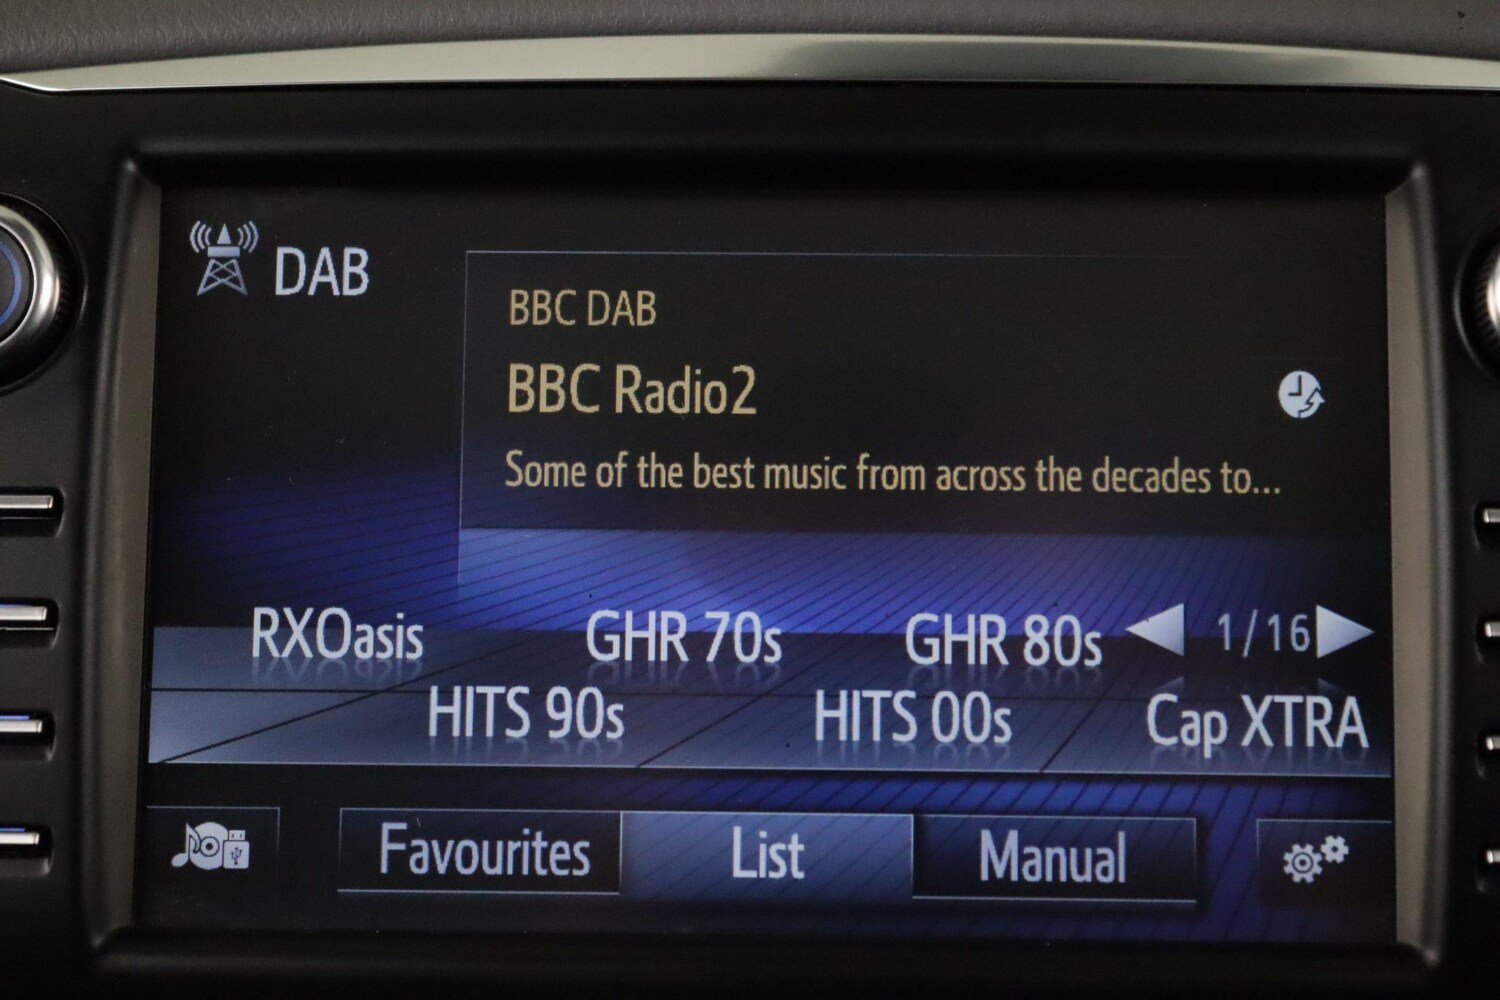 DAB
BBC DAB
BBC Radio2
Some of the best music from across the decades to...
RXOasis GHR 70s GHR 80s 1/16
HITS 90s HITS 00s Cap XTRA
Favourites List Manual